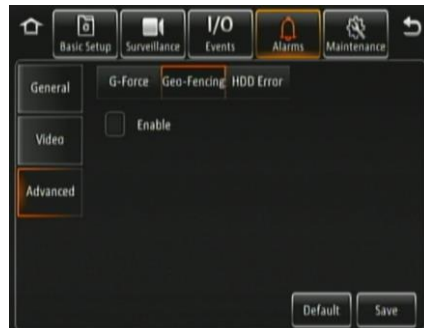 I/O
Basic Setup Surveillance Events Alarms Maintenance
General G-Force Geo-Fencing HDD Error
Enable
Video
Advanced
Default Save